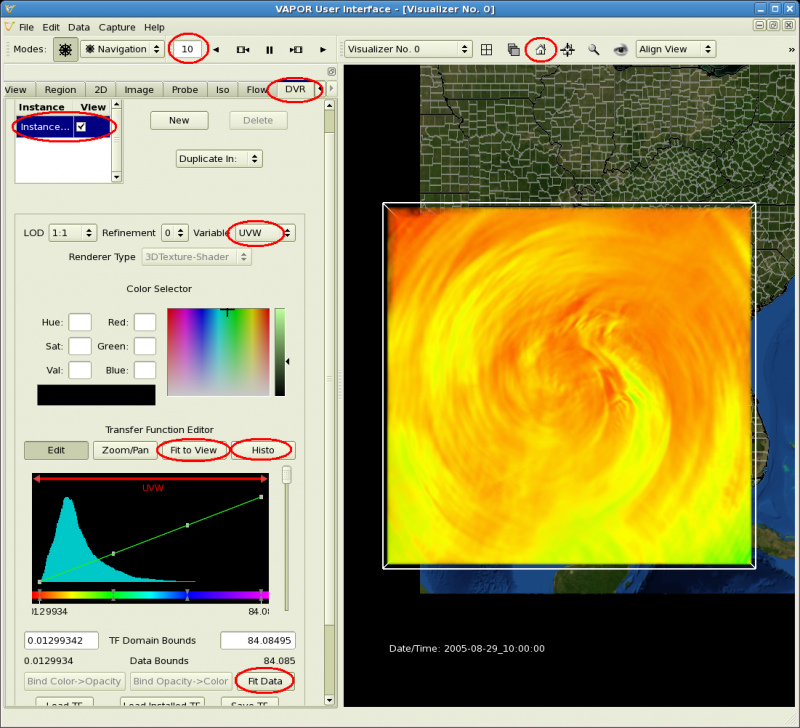 VAPOR User Interface - [Visualizer No. 0]
File Edit Data Capture Help
Modes: Navigation 10 Visualizer No. 0 Align View »
View Region 2D Image Probe Iso Flow DVR
Instance View
Instance...
New Delete
Duplicate In:
LOD 1:1 Refinement 0 Variable UVW
Renderer Type 3DTexture-Shader
Color Selector
Hue: Red:
Sat: Green:
Val: Blue:
Transfer Function Editor
Edit Zoom/Pan Fit to View Histo
UVW
0129934 84.08
0.01299342 TF Domain Bounds 84.08495
0.0129934 Data Bounds 84.085
Bind Color->Opacity Bind Opacity->Color Fit Data
Load TF Load Installed TF Save TF
Date/Time: 2005-08-29_10:00:00